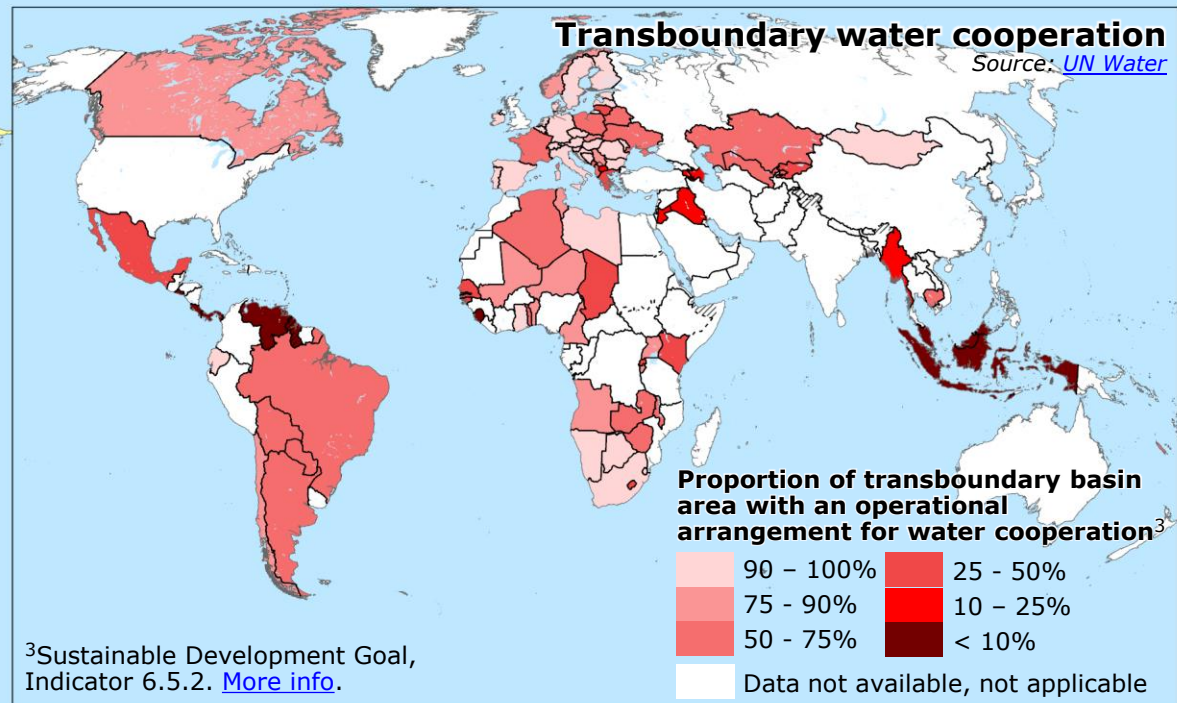 Transboundary water cooperation
Source: UN Water
Proportion of transboundary basin
area with an operational
arrangement for water cooperation³
90 – 100%
75 - 90%
50 - 75%
25 - 50%
10 – 25%
< 10%
Data not available, not applicable
³Sustainable Development Goal,
Indicator 6.5.2. More info.